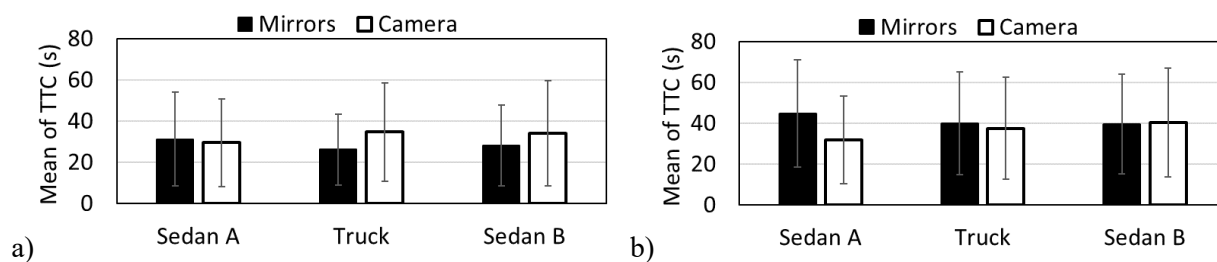 a)
Mirrors Camera
Mean of TTC (s)
80
60
40
20
0
Sedan A Truck Sedan B
b)
Mirrors Camera
Mean of TTC (s)
80
60
40
20
0
Sedan A Truck Sedan B